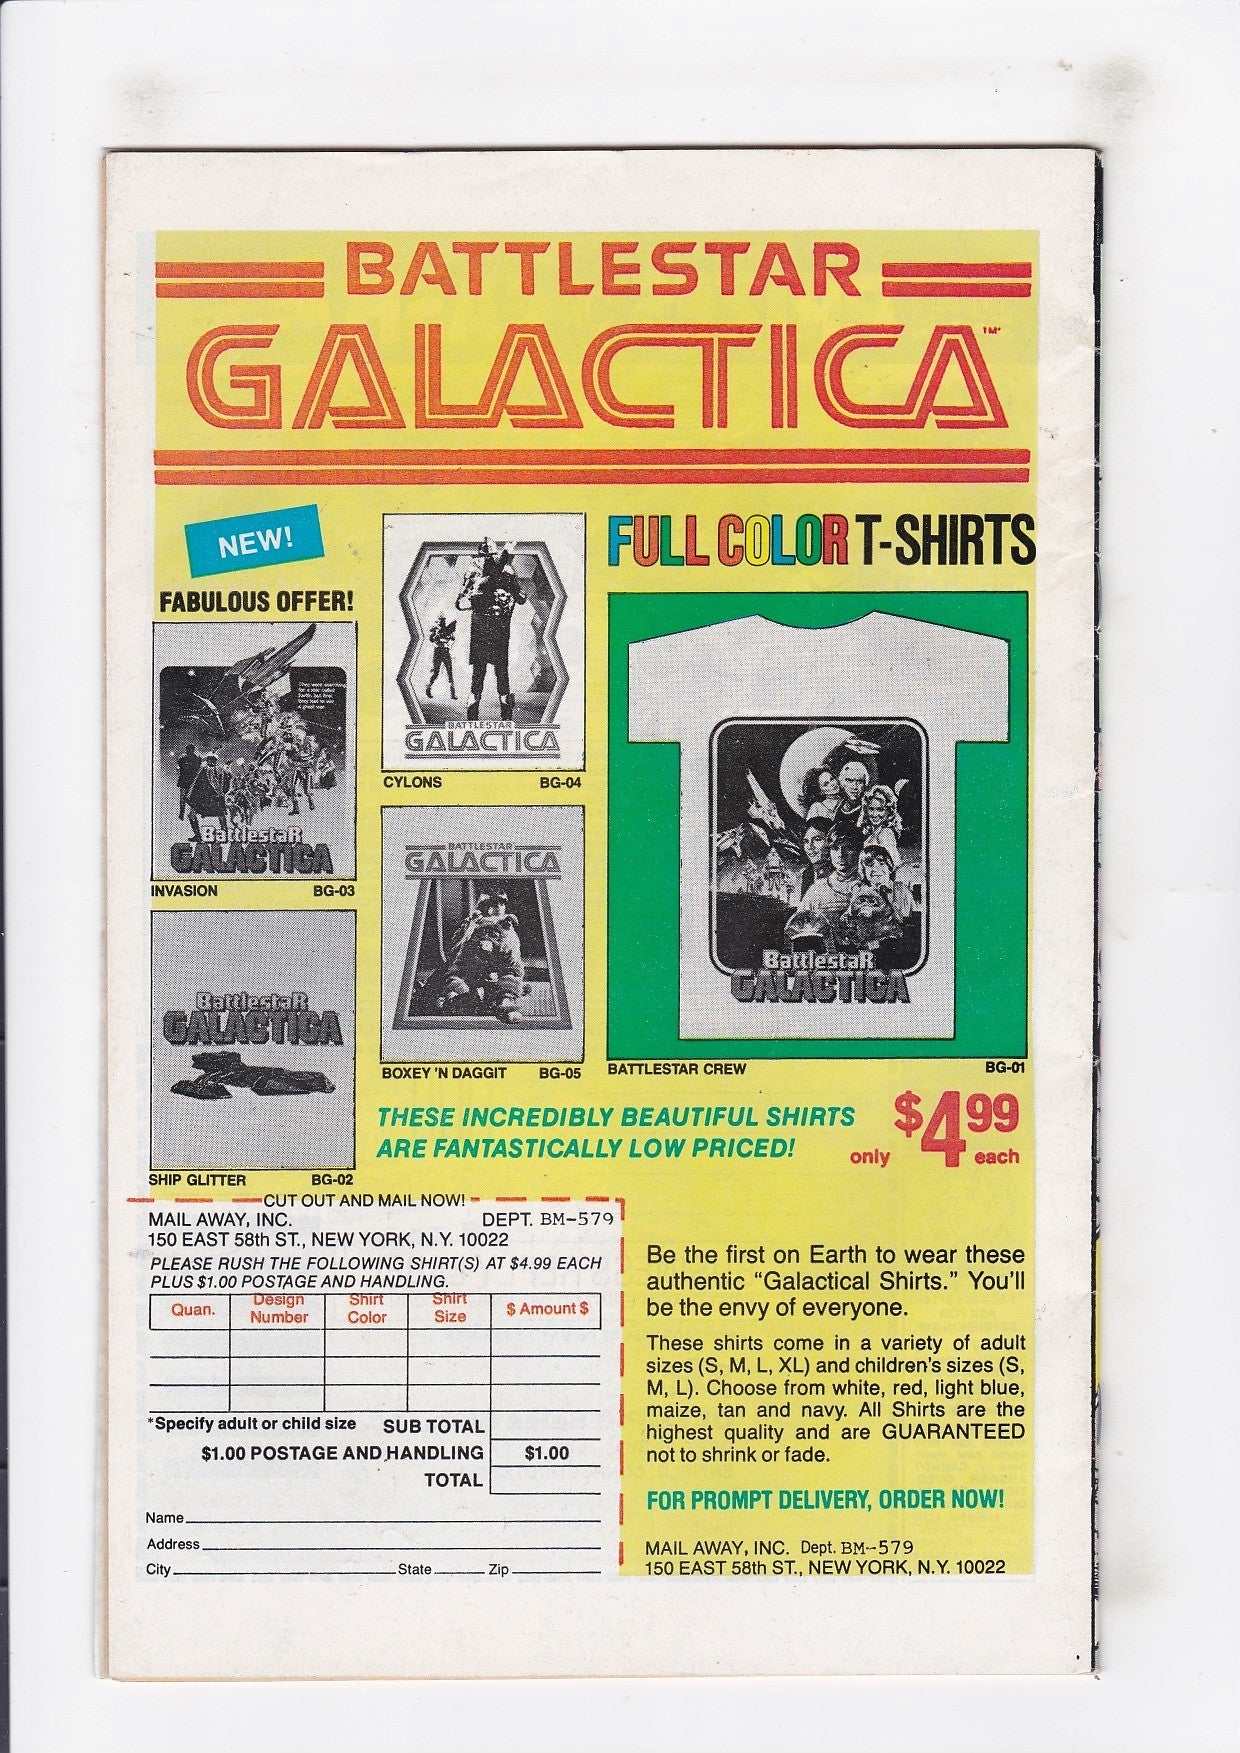 BATTLESTAR
GALACTICA™
NEW!
FABULOUS OFFER!
FULL COLOR T-SHIRTS
Battlestar
GALACTICA
INVASION BG-03
BATTLESTAR
GALACTICA
CYLONS BG-04
Battlestar
GALACTICA
SHIP GLITTER BG-02
BATTLESTAR
GALACTICA
BOXEY 'N DAGGIT BG-05
Battlestar
GALACTICA
BATTLESTAR CREW BG-01
THESE INCREDIBLY BEAUTIFUL SHIRTS
ARE FANTASTICALLY LOW PRICED!
only $4.99 each
CUT OUT AND MAIL NOW!
MAIL AWAY, INC. DEPT. BM-579
150 EAST 58th ST., NEW YORK, N.Y. 10022
PLEASE RUSH THE FOLLOWING SHIRT(S) AT $4.99 EACH
PLUS $1.00 POSTAGE AND HANDLING.
Quan. Design Number Shirt Color Shirt Size $ Amount $
*Specify adult or child size SUB TOTAL
$1.00 POSTAGE AND HANDLING $1.00
TOTAL
Name
Address
City State Zip
Be the first on Earth to wear these
authentic “Galactical Shirts.” You'll
be the envy of everyone.
These shirts come in a variety of adult
sizes (S, M, L, XL) and children's sizes (S,
M, L). Choose from white, red, light blue,
maize, tan and navy. All Shirts are the
highest quality and are GUARANTEED
not to shrink or fade.
FOR PROMPT DELIVERY, ORDER NOW!
MAIL AWAY, INC. Dept. BM--579
150 EAST 58th ST., NEW YORK, N.Y. 10022